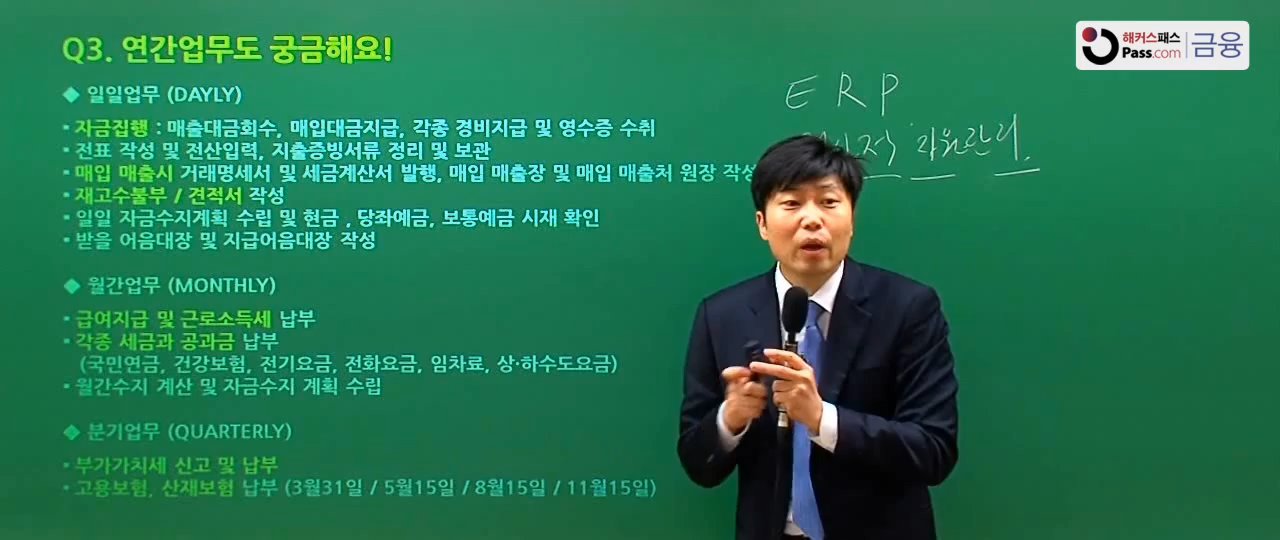 Q3. 연간업무도 궁금해요!
◆ 일일업무 (DAYLY)
▪ 자금집행 : 매출대금회수, 매입대금지급, 각종 경비지급 및 영수증 수취
▪ 전표 작성 및 전산입력, 지출증빙서류 정리 및 보관
▪ 매입 매출시 거래명세서 및 세금계산서 발행, 매입 매출장 및 매입 매출처 원장 작성
▪ 재고수불부 / 견적서 작성
▪ 일일 자금수지계획 수립 및 현금 , 당좌예금, 보통예금 시재 확인
▪ 받을 어음대장 및 지급어음대장 작성
◆ 월간업무 (MONTHLY)
▪ 급여지급 및 근로소득세 납부
▪ 각종 세금과 공과금 납부
(국민연금, 건강보험, 전기요금, 전화요금, 임차료, 상·하수도요금)
▪ 월간수지 계산 및 자금수지 계획 수립
◆ 분기업무 (QUARTERLY)
▪ 부가가치세 신고 및 납부
▪ 고용보험, 산재보험 납부 (3월31일 / 5월15일 / 8월15일 / 11월15일)
ERP
자원관리
해커스패스
Pass.com
금융